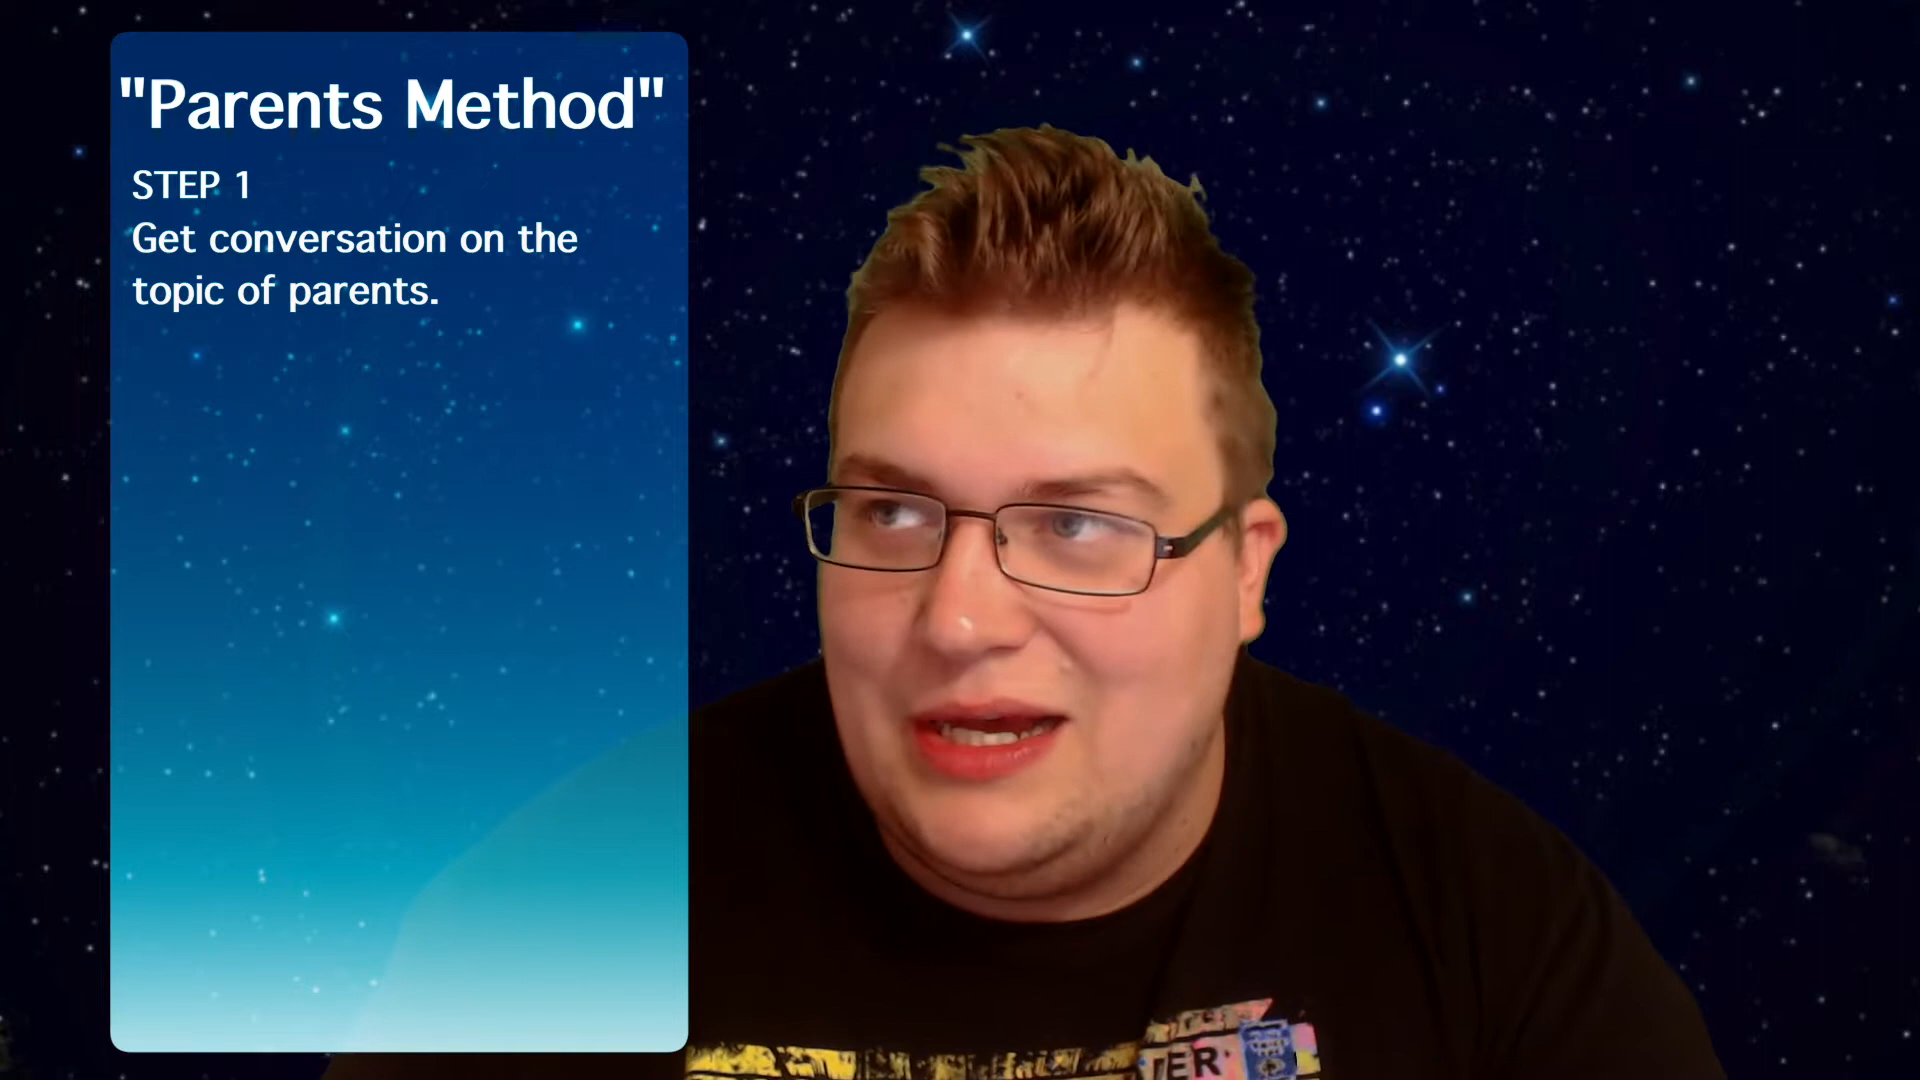 "Parents Method"
STEP 1
Get conversation on the
topic of parents.